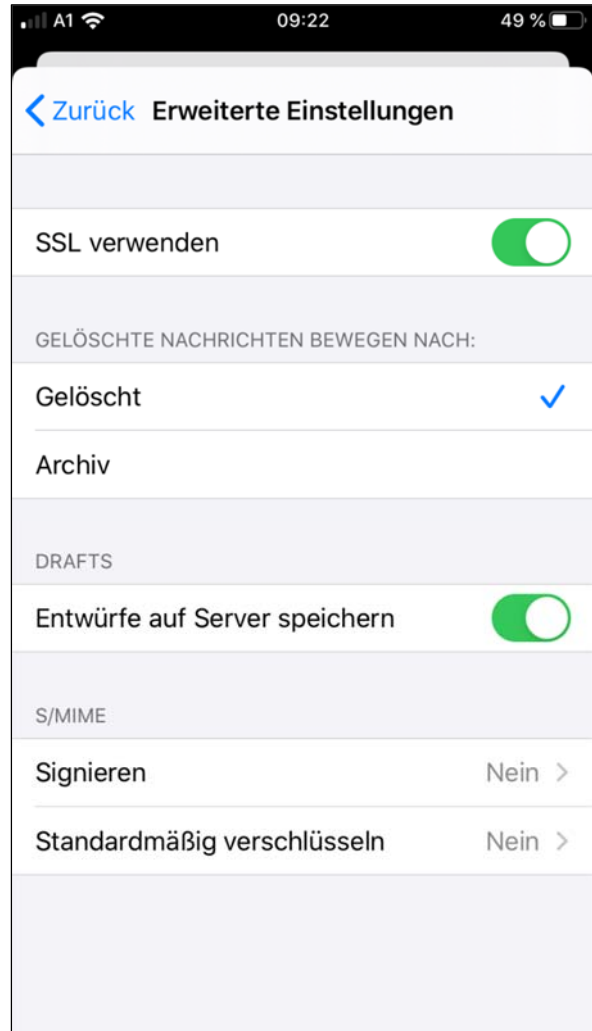 A1 09:22 49 %
Zurück Erweiterte Einstellungen
SSL verwenden
GELÖSCHTE NACHRICHTEN BEWEGEN NACH:
Gelöscht
Archiv
DRAFTS
Entwürfe auf Server speichern
S/MIME
Signieren Nein
Standardmäßig verschlüsseln Nein